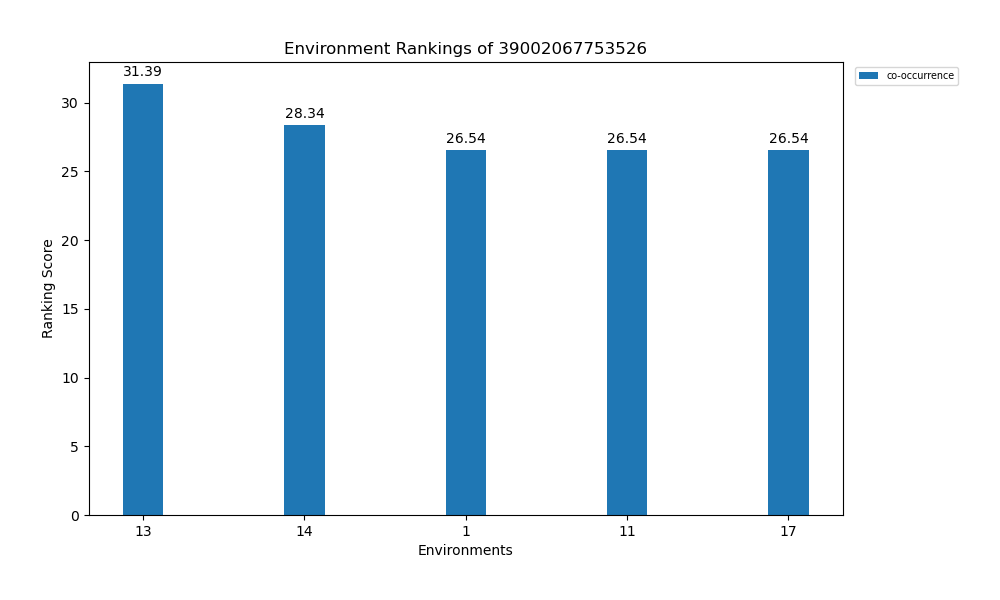 Environment Rankings of 39002067753526
co-occurrence
31.39
28.34
26.54
26.54
26.54
30
25
20
15
10
5
0
Ranking Score
13 14 1 11 17
Environments